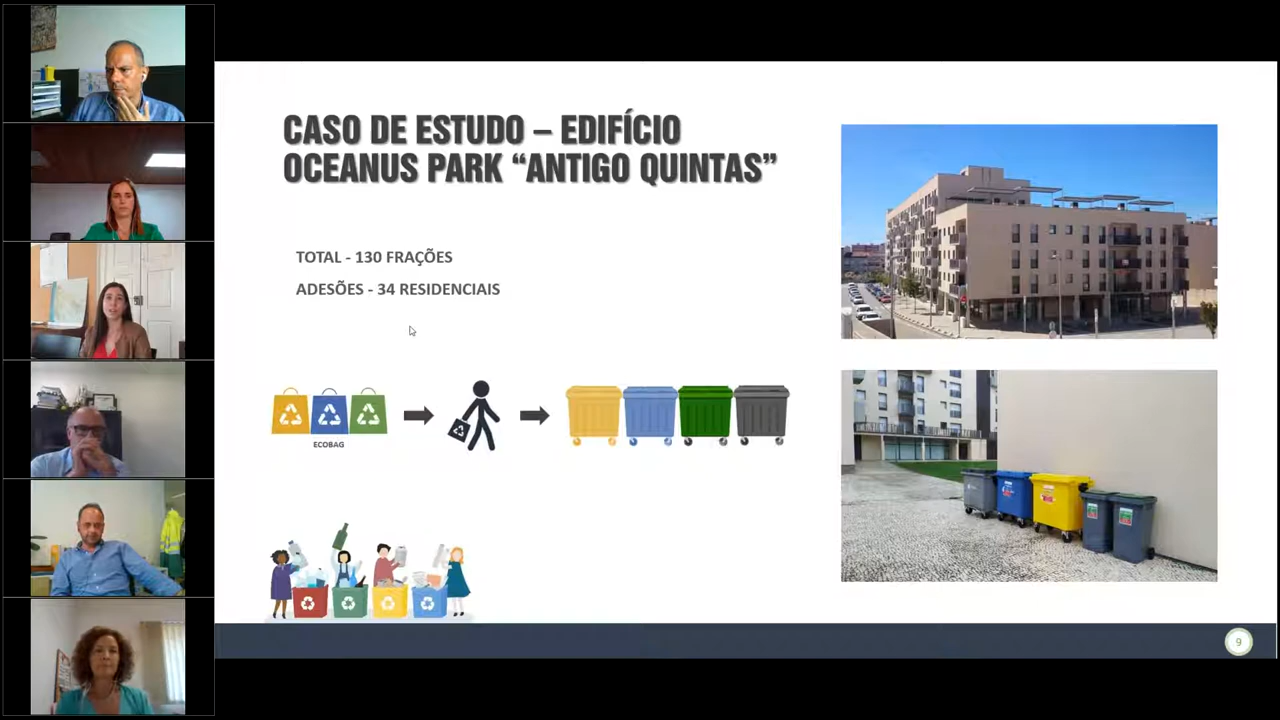 CASO DE ESTUDO – EDIFÍCIO
OCEANUS PARK “ANTIGO QUINTAS”
TOTAL - 130 FRAÇÕES
ADESÕES - 34 RESIDENCIAIS
ECOBAG
9